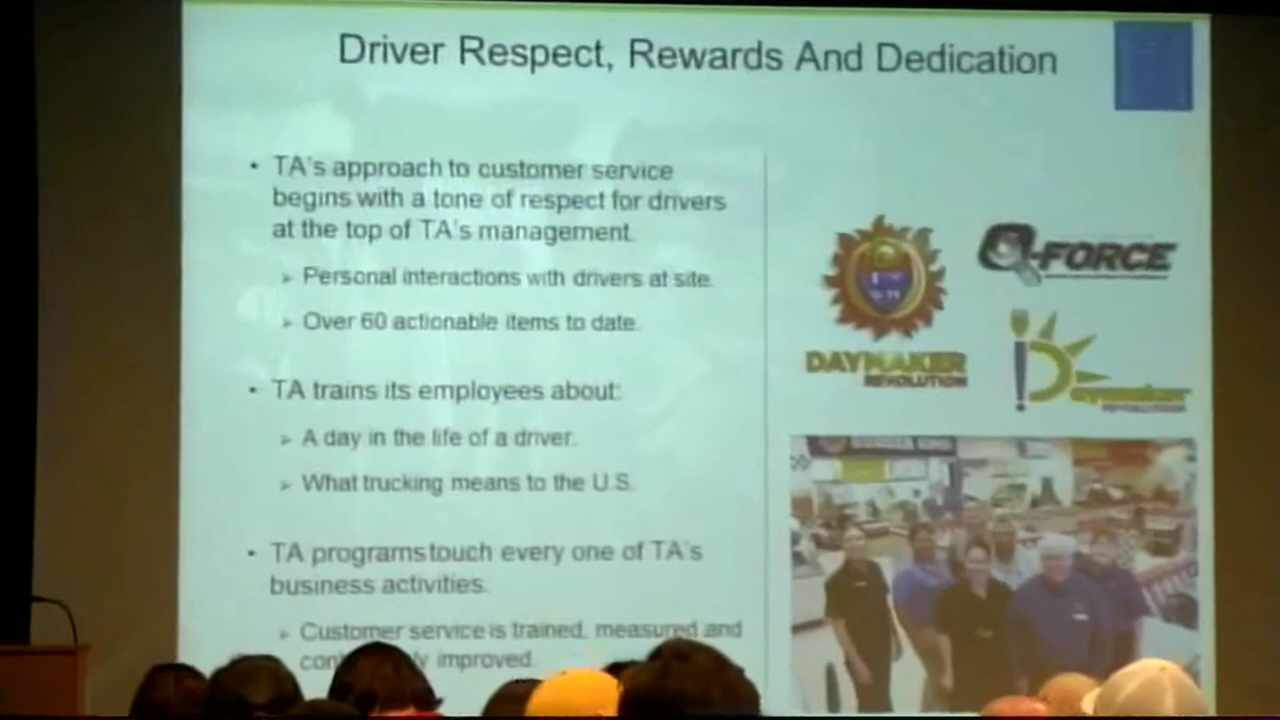 Driver Respect, Rewards And Dedication
• TA's approach to customer service
begins with a tone of respect for drivers
at the top of TA's management.
➢ Personal interactions with drivers at site.
➢ Over 60 actionable items to date.
• TA trains its employees about:
➢ A day in the life of a driver.
➢ What trucking means to the U.S.
• TA programs touch every one of TA's
business activities.
➢ Customer service is trained, measured and
improved.
Q-FORCE
DAYMAKER
REVOLUTION
Daymaker
REVOLUTION